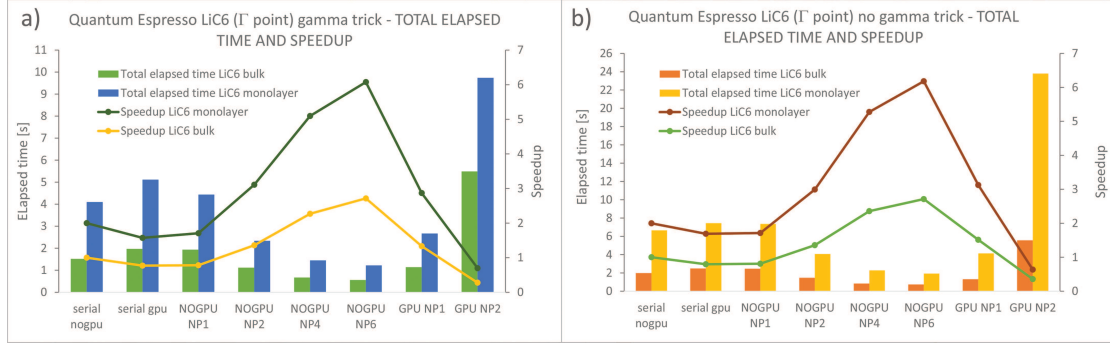 a)
Quantum Espresso LiC6 (Γ point) gamma trick - TOTAL ELAPSED
TIME AND SPEEDUP
Elapsed time [s]
11
10
9
8
7
6
5
4
3
2
1
0
Total elapsed time LiC6 bulk
Total elapsed time LiC6 monolayer
Speedup LiC6 monolayer
Speedup LiC6 bulk
7
6
5
4
3
2
1
0
Speedup
serial
nogpu
serial gpu
NOGPU
NP1
NOGPU
NP2
NOGPU
NP4
NOGPU
NP6
GPU NP1
GPU NP2
b)
Quantum Espresso LiC6 (Γ point) no gamma trick - TOTAL
ELAPSED TIME AND SPEEDUP
Elapsed time [s]
26
24
22
20
18
16
14
12
10
8
6
4
2
0
Total elapsed time LiC6 bulk
Total elapsed time LiC6 monolayer
Speedup LiC6 monolayer
Speedup LiC6 bulk
7
6
5
4
3
2
1
0
Speedup
serial
nogpu
serial gpu
NOGPU
NP1
NOGPU
NP2
NOGPU
NP4
NOGPU
NP6
GPU NP1
GPU NP2